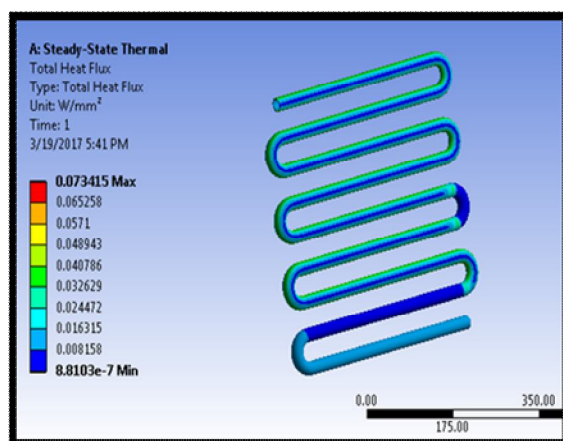 A: Steady-State Thermal
Total Heat Flux
Type: Total Heat Flux
Unit: W/mm²
Time: 1
3/19/2017 5:41 PM
0.073415 Max
0.065258
0.0571
0.048943
0.040786
0.032629
0.024472
0.016315
0.008158
8.8103e-7 Min
0.00
350.00
175.00